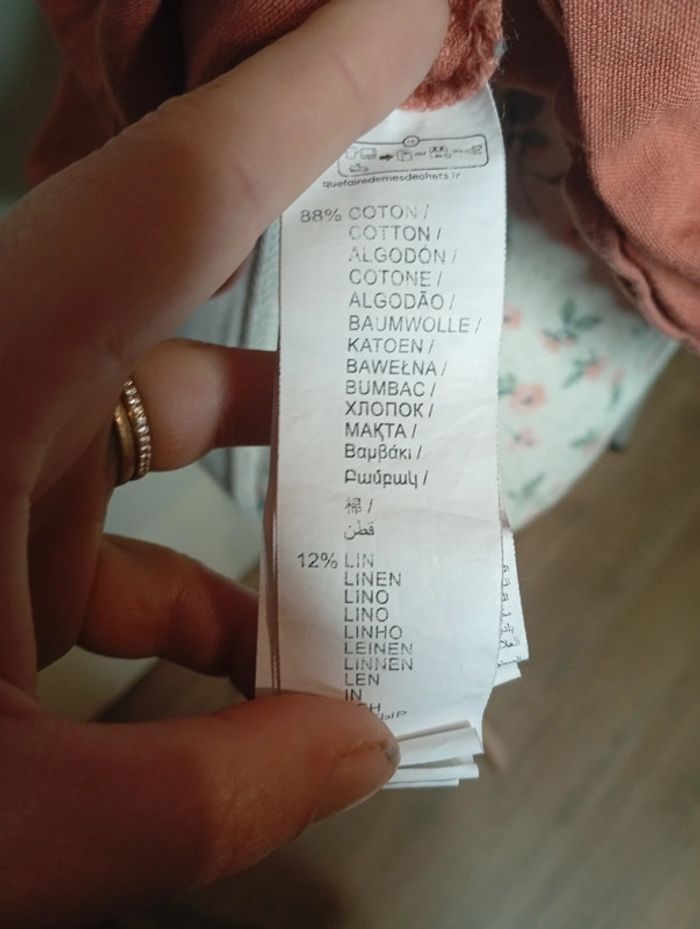 quefairedemesdechets.fr
88% COTON /
COTTON /
ALGODÓN /
COTONE /
ALGODÃO /
BAUMWOLLE /
KATOEN /
BAWEŁNA /
BUMBAC /
ХЛОПОК /
МАҚТА /
Βαμβάκι /
Բամբակ /
棉 /
قطن
12% LIN
LINEN
LINO
LINO
LINHO
LEINEN
LINNEN
LEN
IN